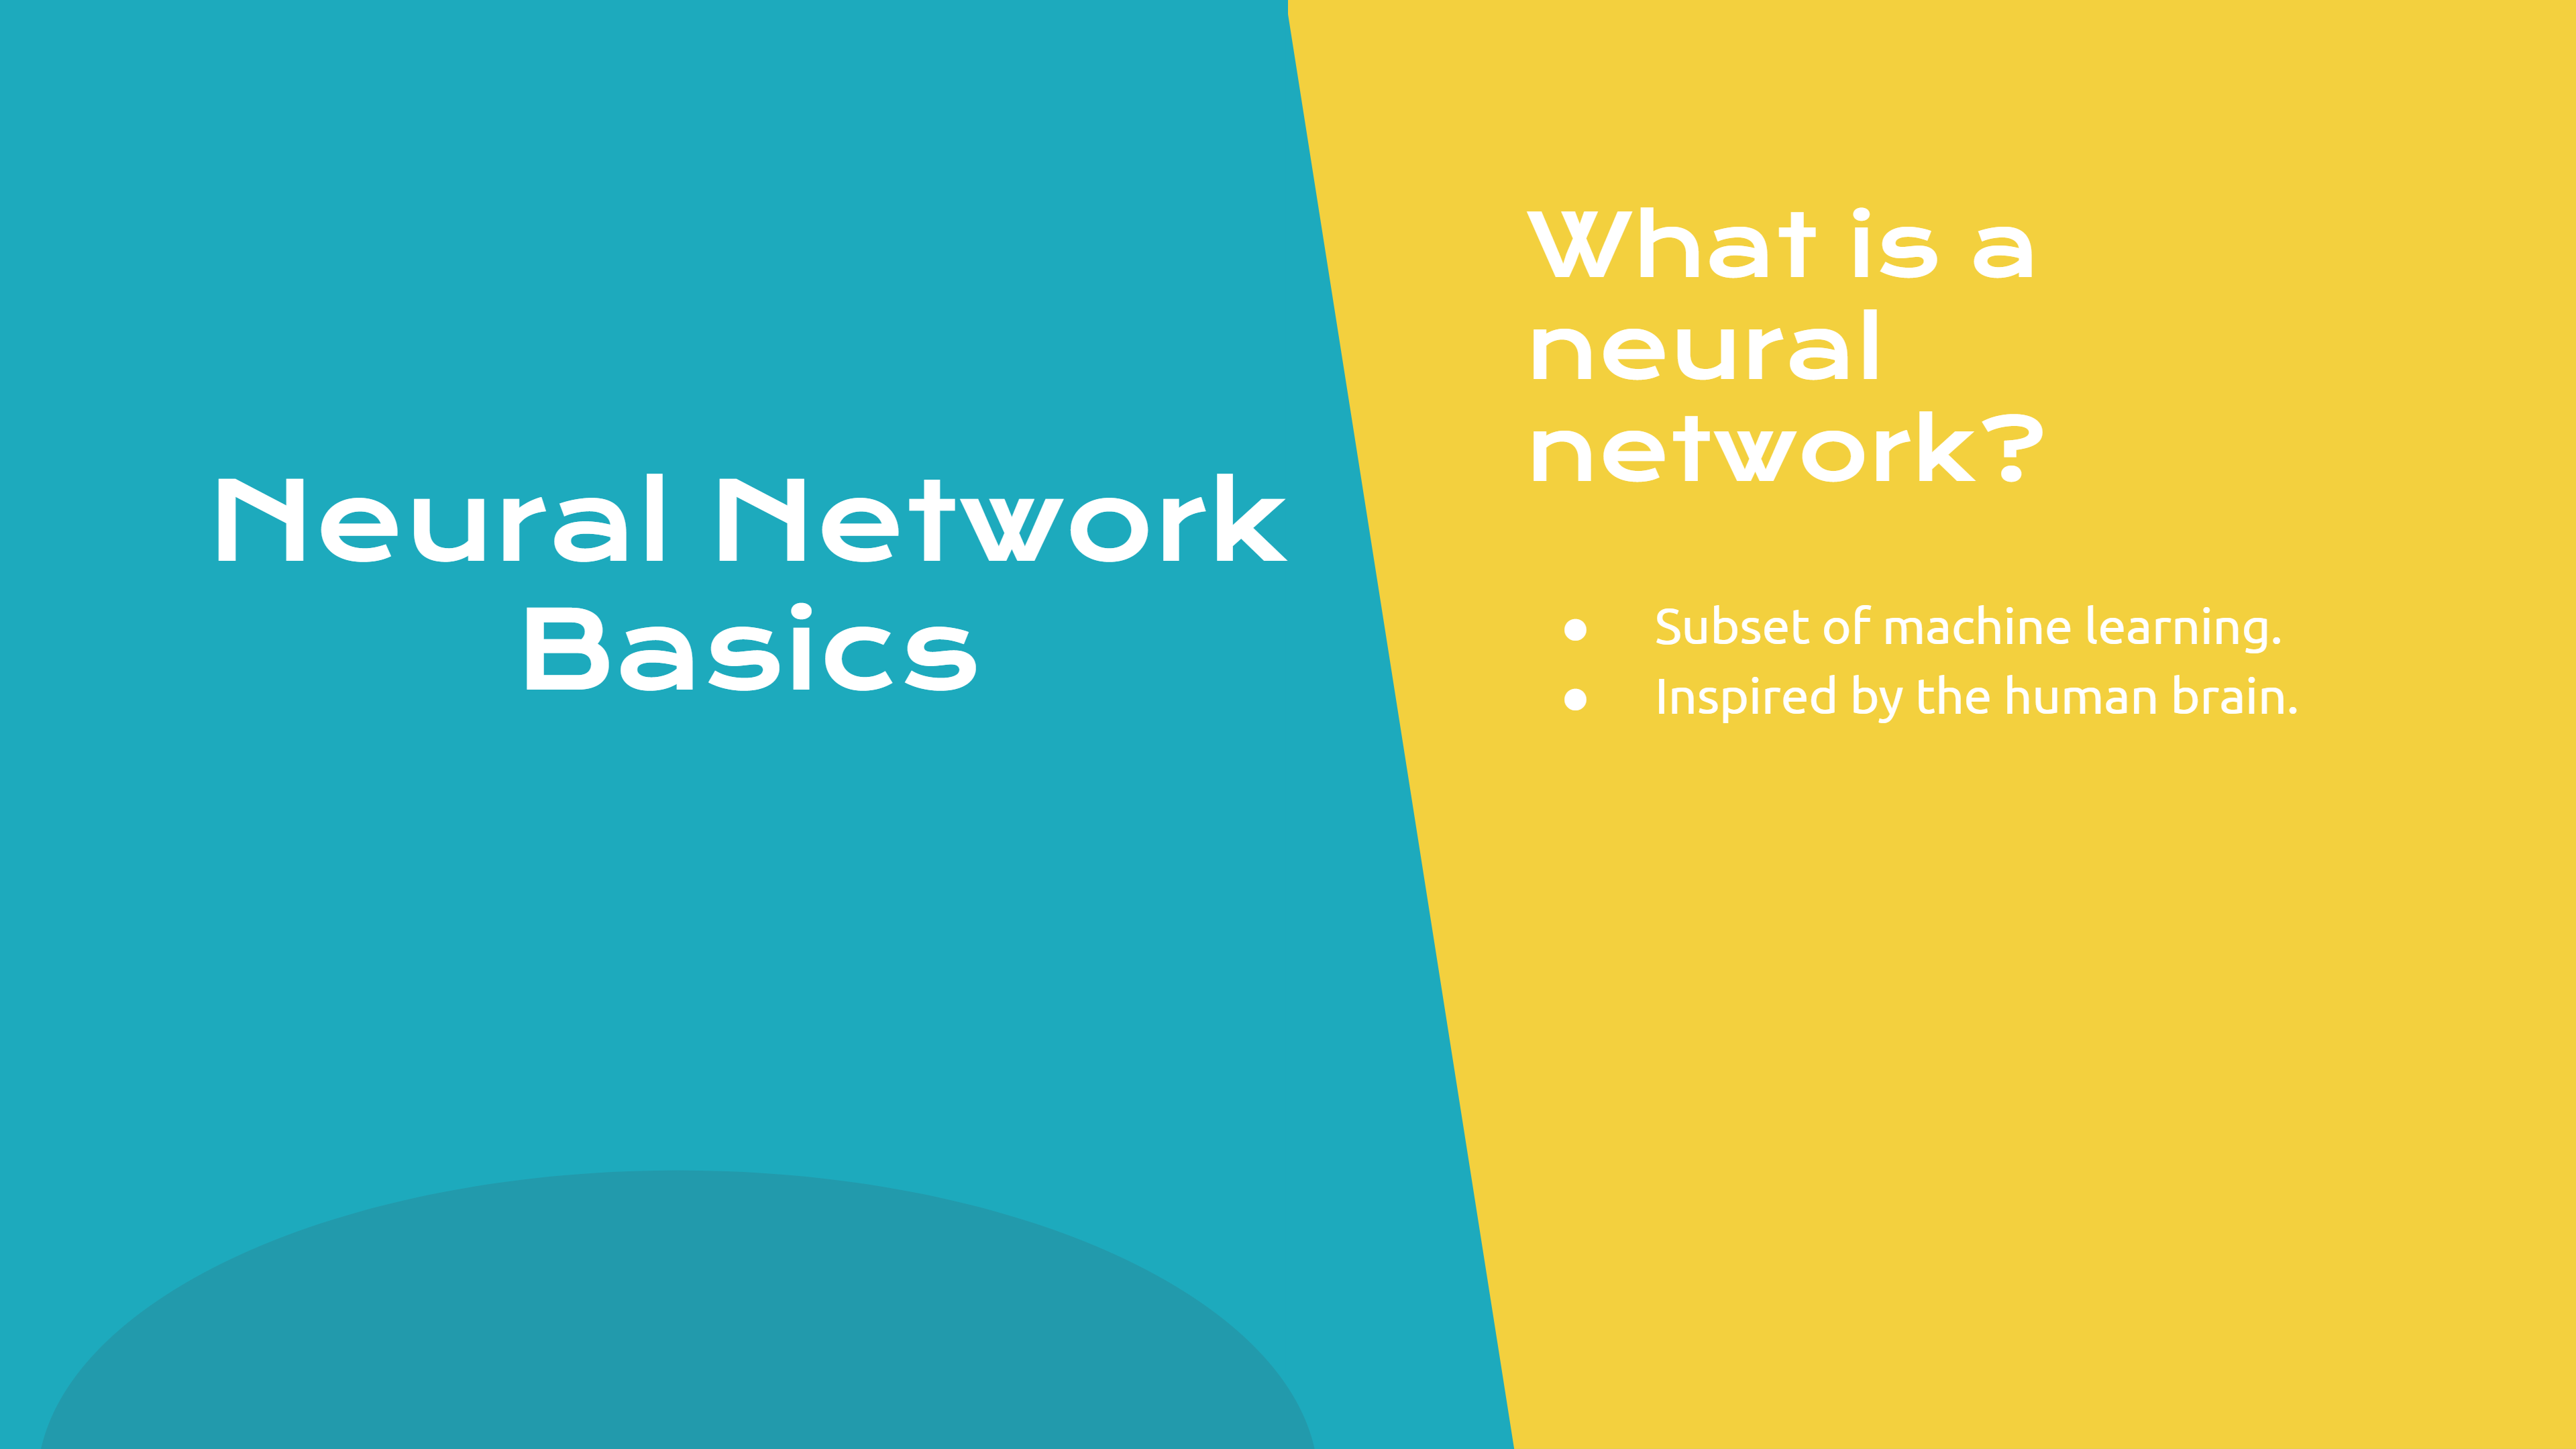 Neural Network
Basics
What is a
neural
network?
● Subset of machine learning.
● Inspired by the human brain.